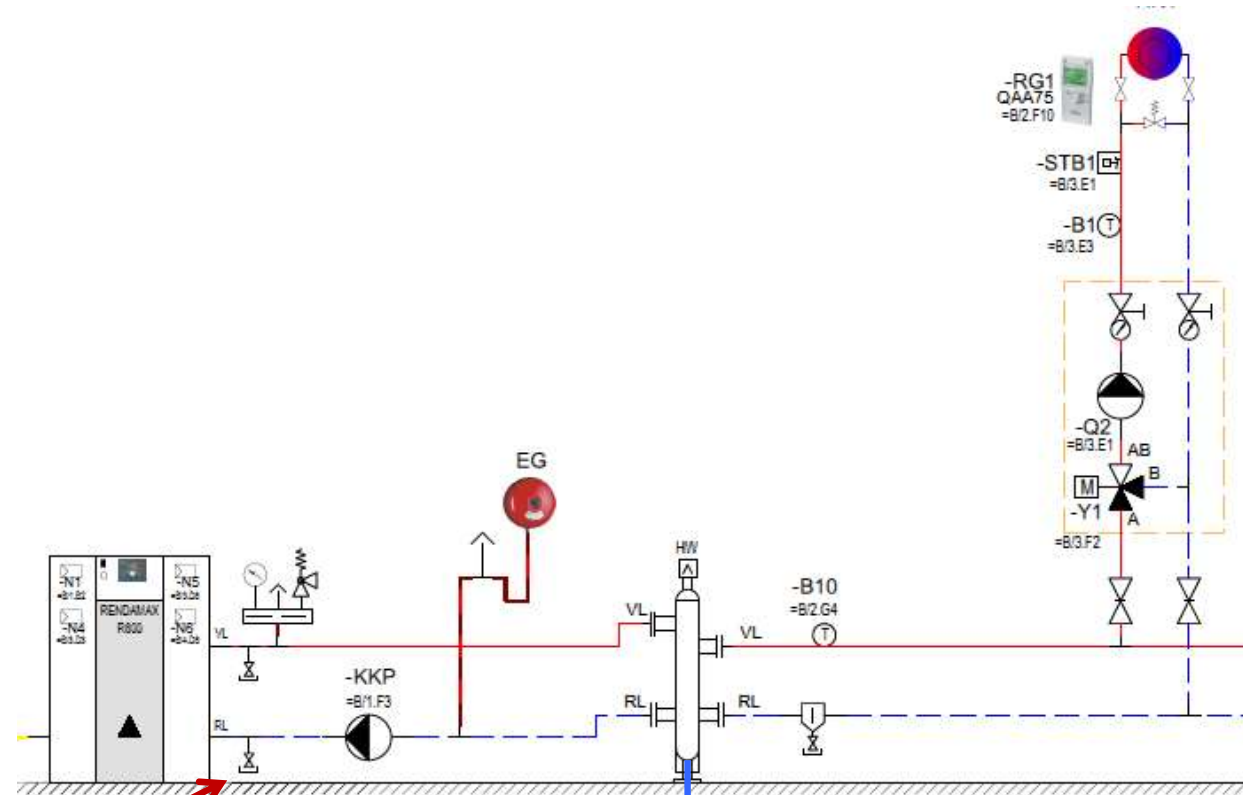 -RG1
QAA75
=B/2.F10
-STB1
=B/3.E1
-B1
T
=B/3.E3
-Q2
=B/3.E1
AB
B
M
-Y1
A
=B/3.F2
EG
HW
-B10
=B/2.G4
T
VL
VL
RL
RL
-N1
-N5
RENDAMAX
R600
-N4
-N6
VL
-KKP
=B/1.F3
RL